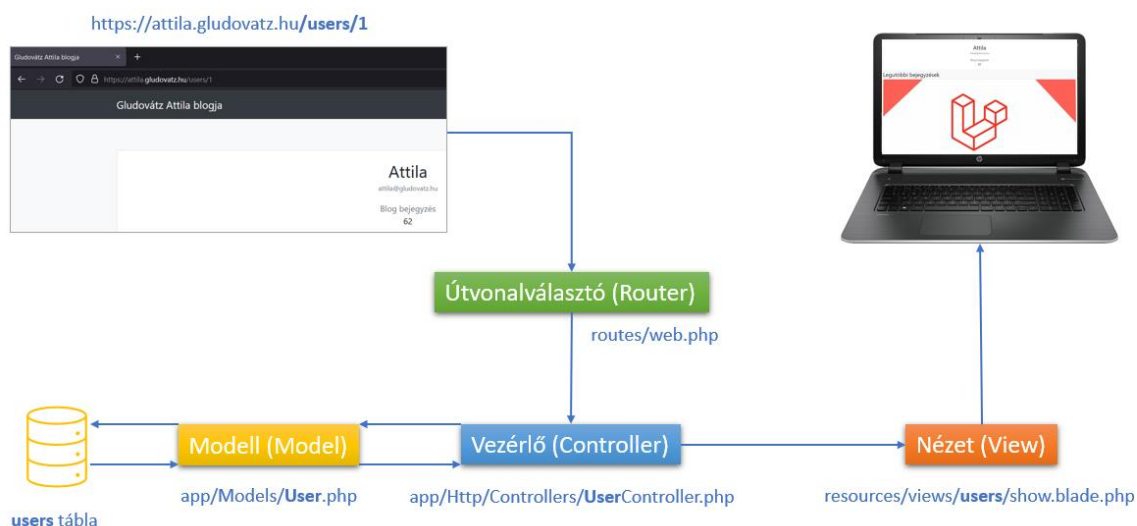 https://attila.gludovatz.hu/users/1
Gludovátz Attila blogja
https://attila.gludovatz.hu/users/1
Gludovátz Attila blogja
Attila
attila@gludovatz.hu
Blog bejegyzés
62
Attila
Legutóbbi bejegyzések
hp
Útvonalválasztó (Router)
routes/web.php
Modell (Model)
Vezérlő (Controller)
Nézet (View)
app/Models/User.php
app/Http/Controllers/UserController.php
resources/views/users/show.blade.php
users tábla